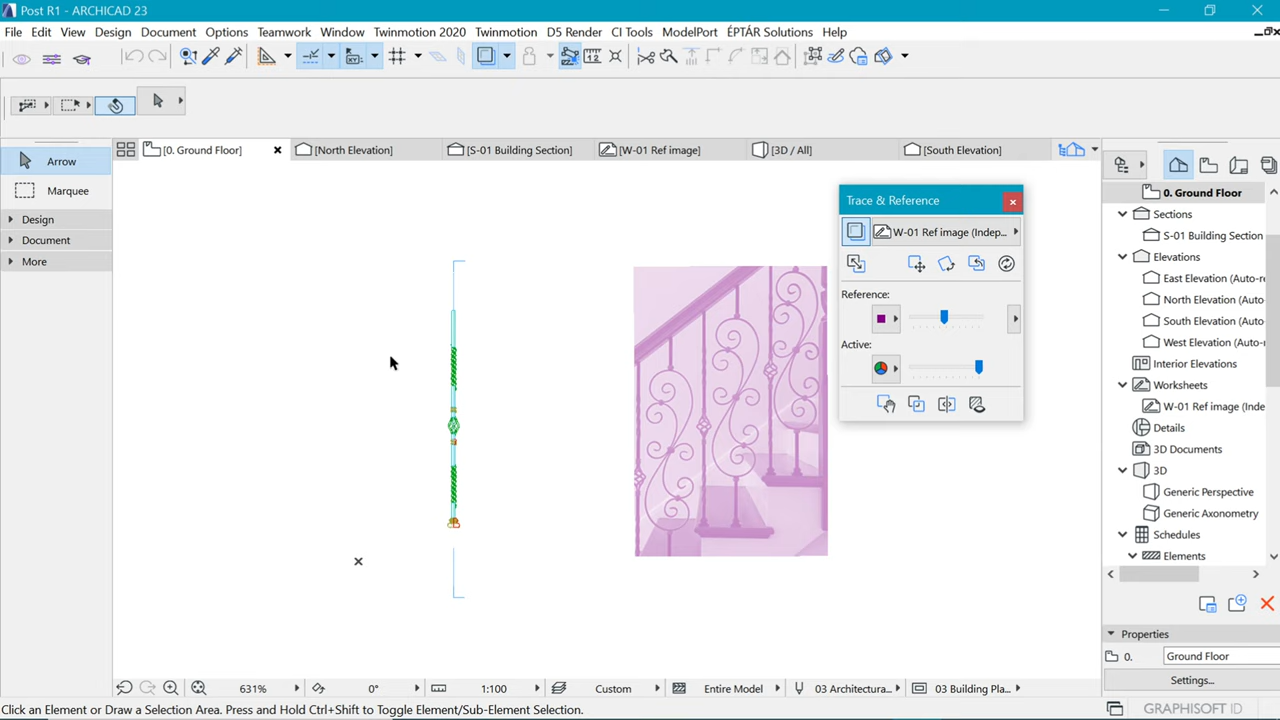 Post R1 - ARCHICAD 23
File Edit View Design Document Options Teamwork Window Twinmotion 2020 Twinmotion D5 Render CI Tools ModelPort ÉPTÁR Solutions Help
[0. Ground Floor] [North Elevation] [S-01 Building Section] [W-01 Ref image] [3D / All] [South Elevation]
Arrow
Marquee
Design
Document
More
Trace & Reference
W-01 Ref image (Indep...
Reference:
Active:
0. Ground Floor
Sections
S-01 Building Section
Elevations
East Elevation (Auto-r
North Elevation (Auto
South Elevation (Auto-
West Elevation (Auto-r
Interior Elevations
Worksheets
W-01 Ref image (Inde
Details
3D Documents
3D
Generic Perspective
Generic Axonometry
Schedules
Elements
Properties
0. Ground Floor
Settings...
631% 0° 1:100 Custom Entire Model 03 Architectura... 03 Building Pla...
Click an Element or Draw a Selection Area. Press and Hold Ctrl+Shift to Toggle Element/Sub-Element Selection.
GRAPHISOFT ID